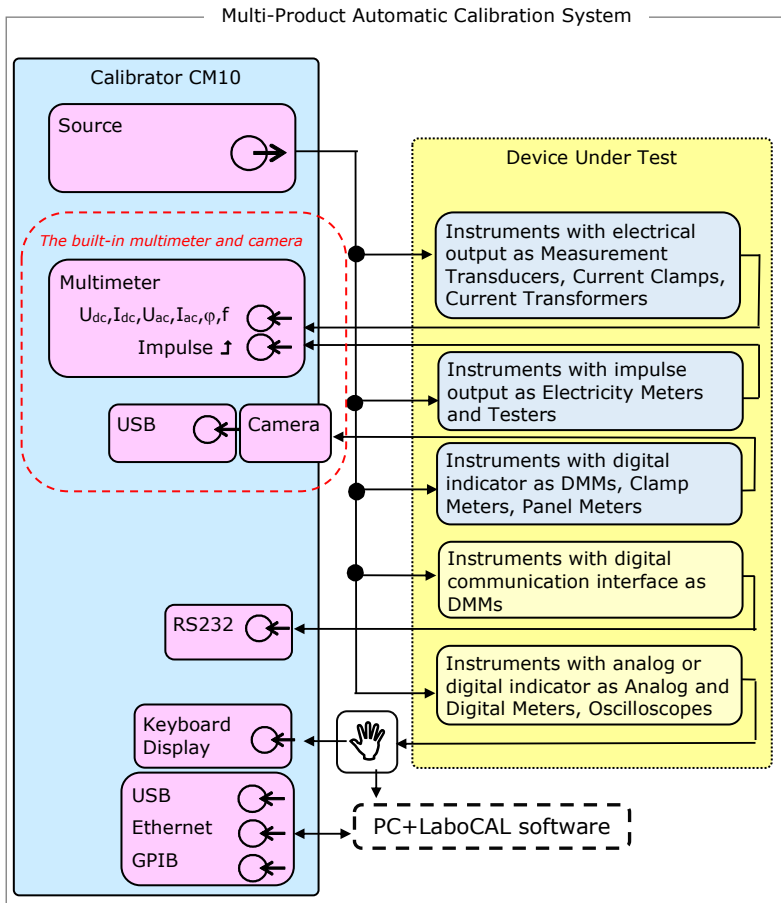 Multi-Product Automatic Calibration System
Calibrator CM10
Source
The built-in multimeter and camera
Multimeter
Udc,Idc,Uac,Iac,φ,f
Impulse
USB
Camera
RS232
Keyboard
Display
USB
Ethernet
GPIB
Device Under Test
Instruments with electrical
output as Measurement
Transducers, Current Clamps,
Current Transformers
Instruments with impulse
output as Electricity Meters
and Testers
Instruments with digital
indicator as DMMs, Clamp
Meters, Panel Meters
Instruments with digital
communication interface as
DMMs
Instruments with analog or
digital indicator as Analog and
Digital Meters, Oscilloscopes
PC+LaboCAL software